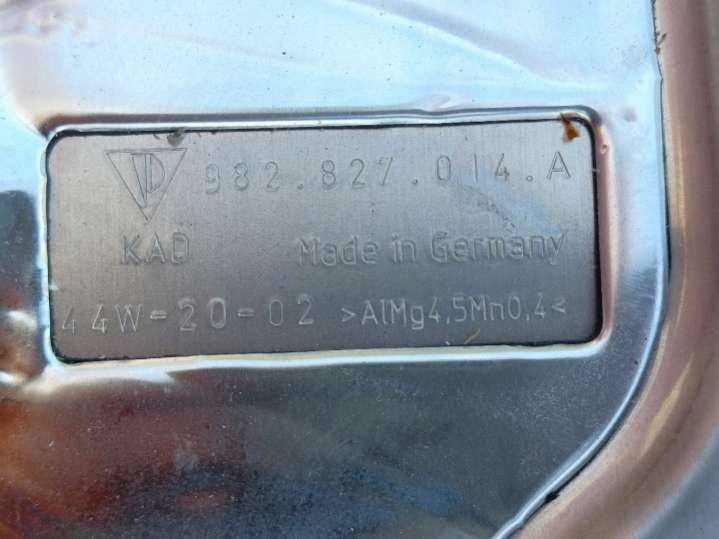 982.827.014.A
KAD Made in Germany
44W-20-02 >AlMg4,5Mn0,4<